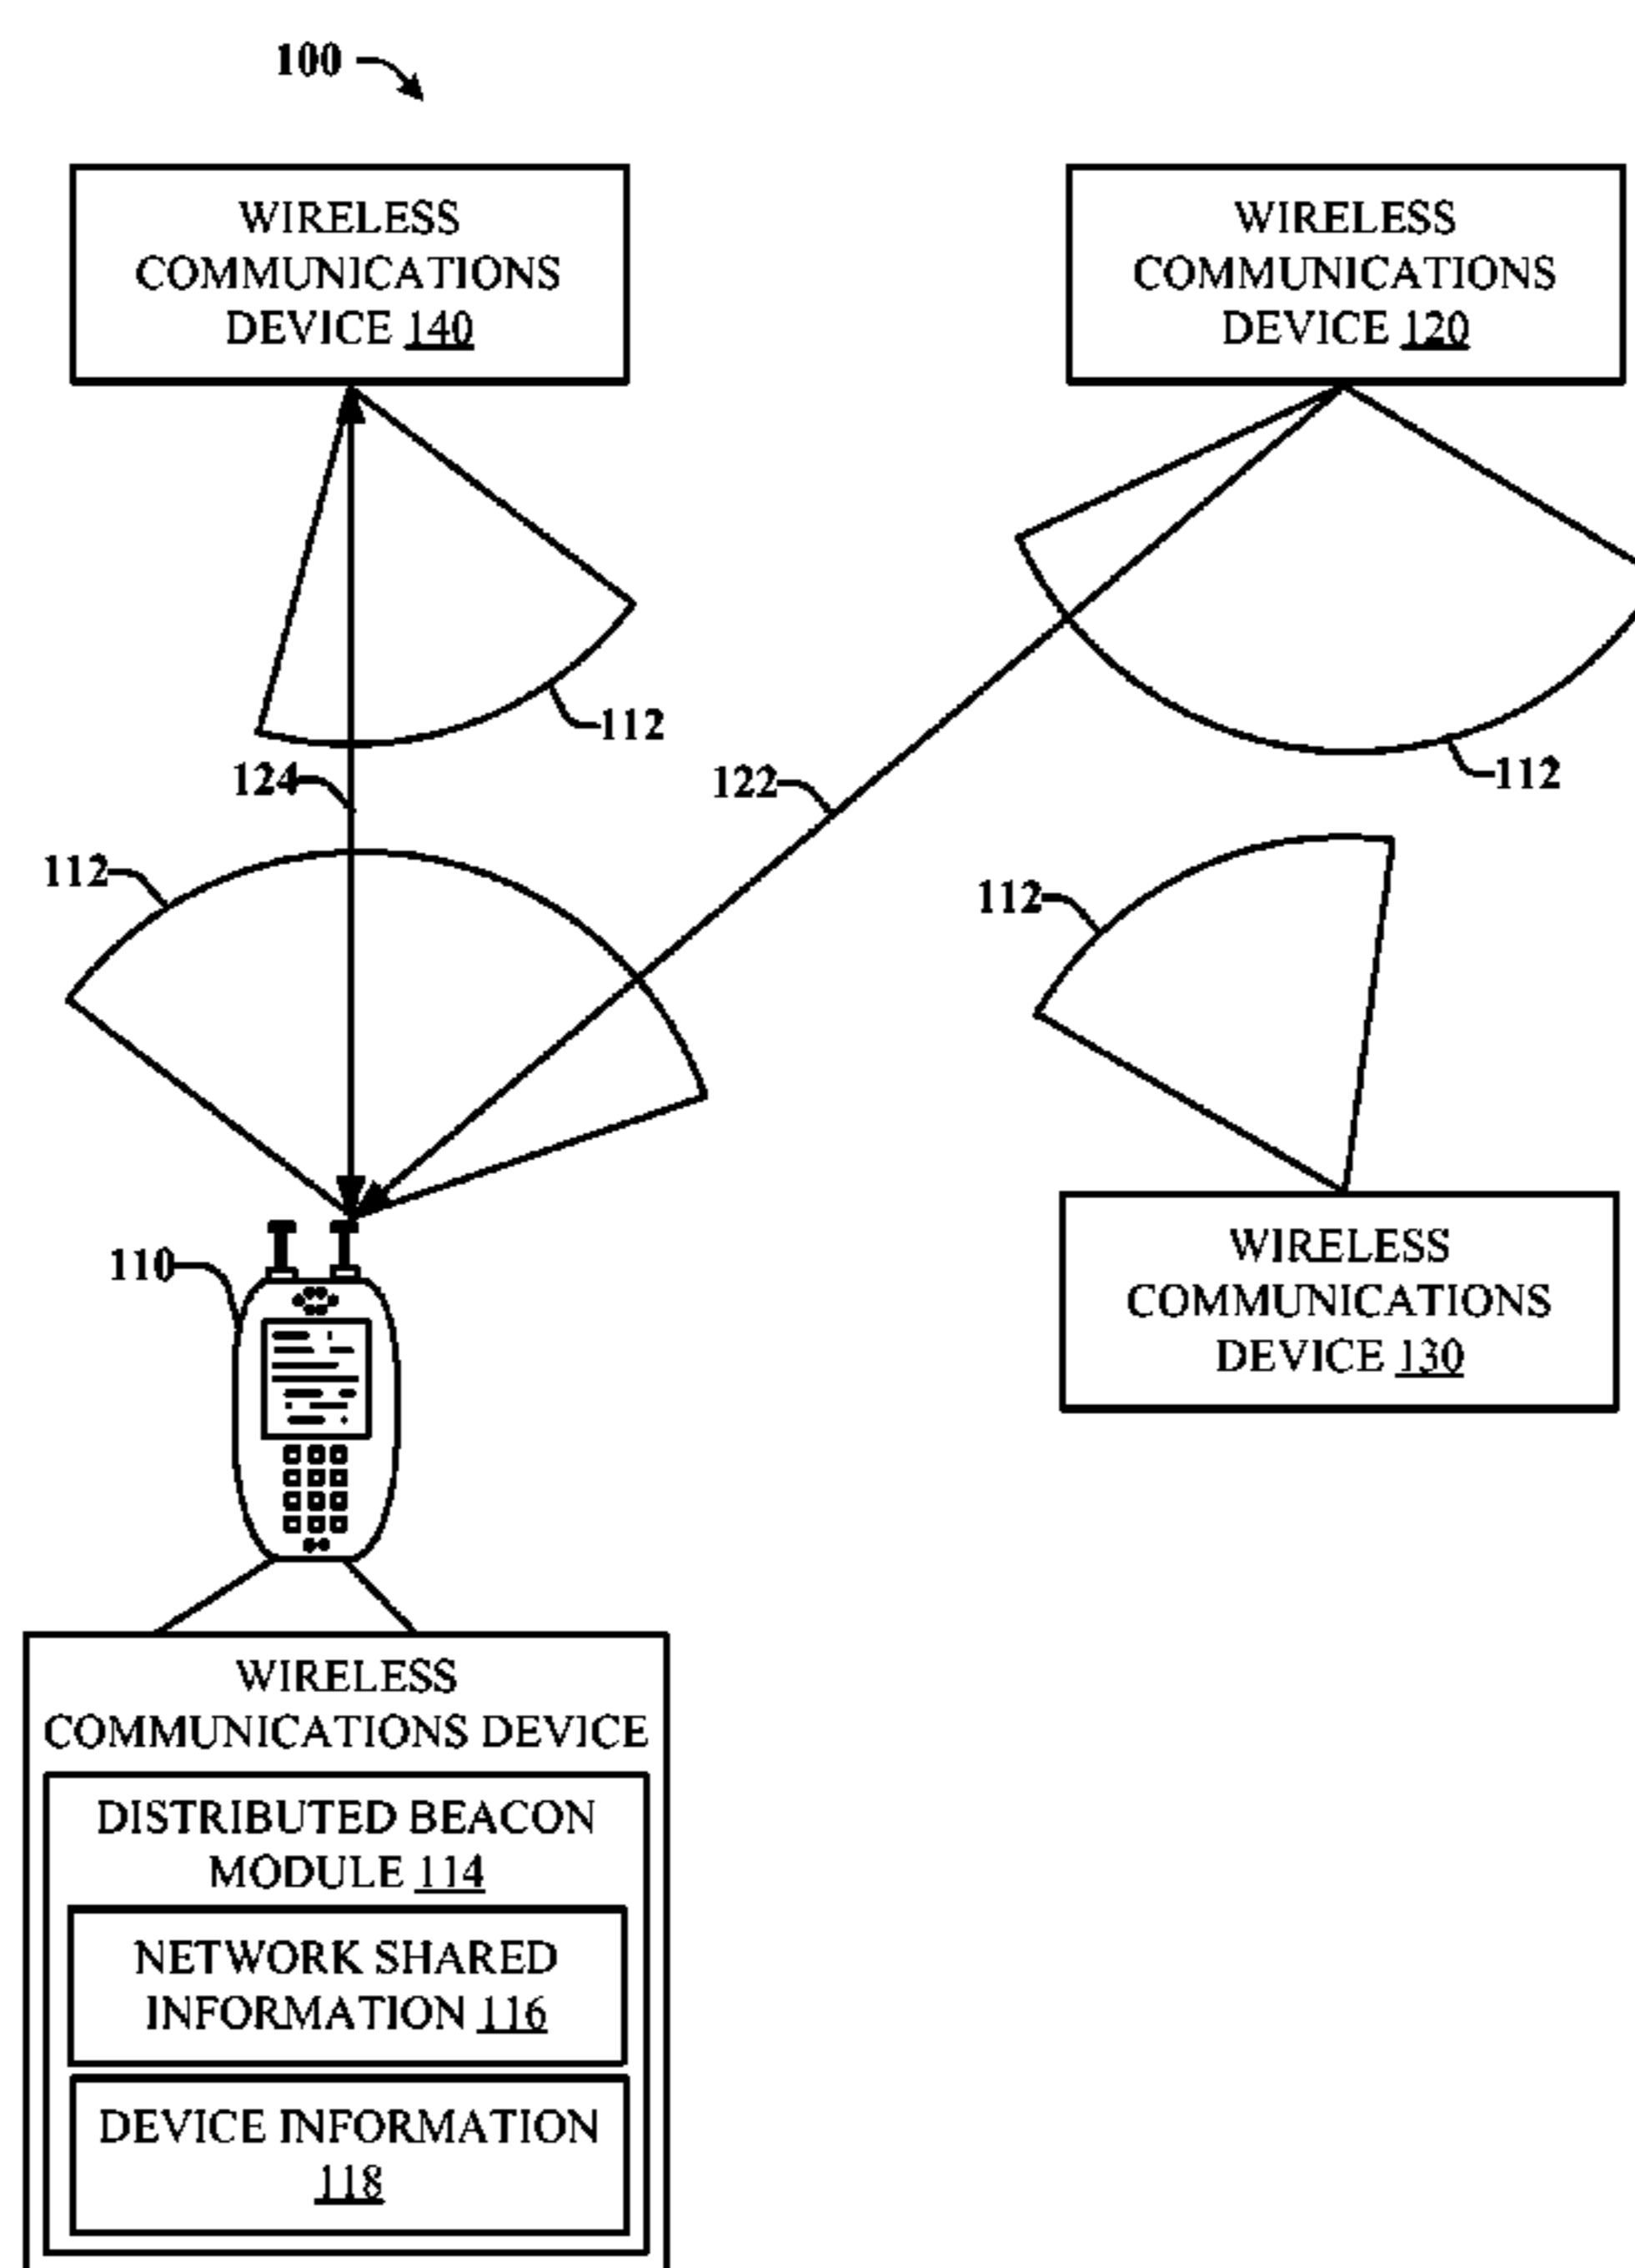 100
WIRELESS
COMMUNICATIONS
DEVICE 140
WIRELESS
COMMUNICATIONS
DEVICE 120
112
124
122
112
112
112
110
WIRELESS
COMMUNICATIONS
DEVICE 130
WIRELESS
COMMUNICATIONS DEVICE
DISTRIBUTED BEACON
MODULE 114
NETWORK SHARED
INFORMATION 116
DEVICE INFORMATION
118